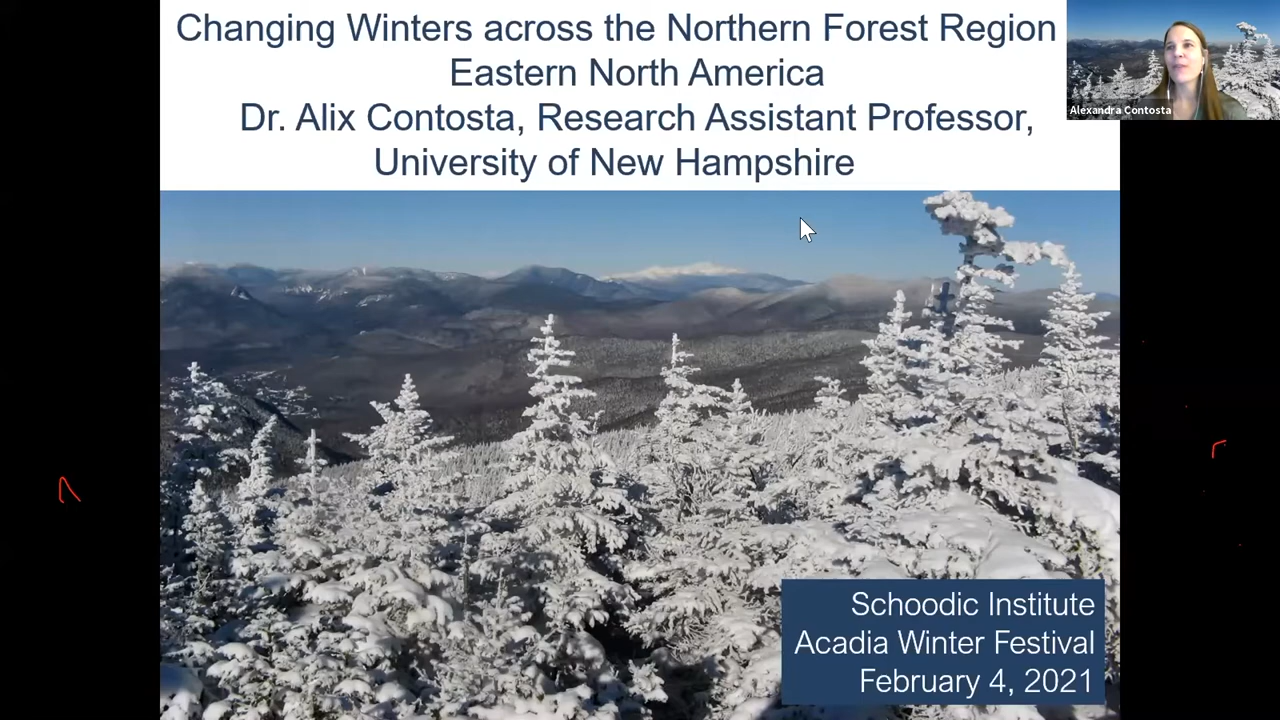 Changing Winters across the Northern Forest Region
Eastern North America
Dr. Alix Contosta, Research Assistant Professor,
University of New Hampshire
Alexandra Contosta
Schoodic Institute
Acadia Winter Festival
February 4, 2021